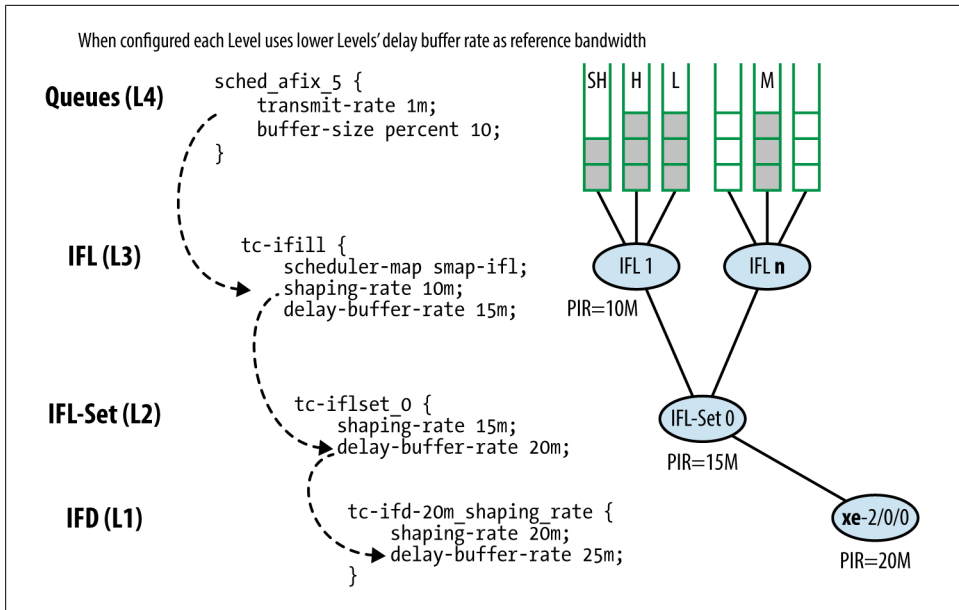 When configured each Level uses lower Levels' delay buffer rate as reference bandwidth
Queues (L4)
sched_afix_5 {
transmit-rate 1m;
buffer-size percent 10;
}
SH
H
L
M
IFL (L3)
tc-ifill {
scheduler-map smap-ifl;
shaping-rate 10m;
delay-buffer-rate 15m;
IFL 1
IFL n
PIR=10M
IFL-Set (L2)
tc-iflset_0 {
shaping-rate 15m;
delay-buffer-rate 20m;
IFL-Set 0
PIR=15M
IFD (L1)
tc-ifd-20m_shaping_rate {
shaping-rate 20m;
delay-buffer-rate 25m;
}
xe-2/0/0
PIR=20M